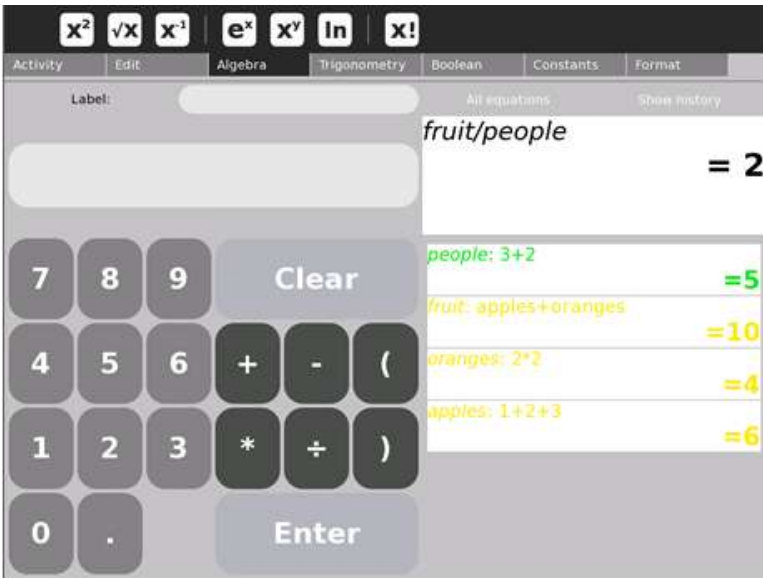 x² √x x⁻¹ eˣ xʸ ln x!
Activity Edit Algebra Trigonometry Boolean Constants Format
Label:
All equations Show history
fruit/people
= 2
people: 3+2
=5
fruit: apples+oranges
=10
oranges: 2*2
=4
apples: 1+2+3
=6
7 8 9 Clear
4 5 6 + - (
1 2 3 * ÷ )
0 . Enter